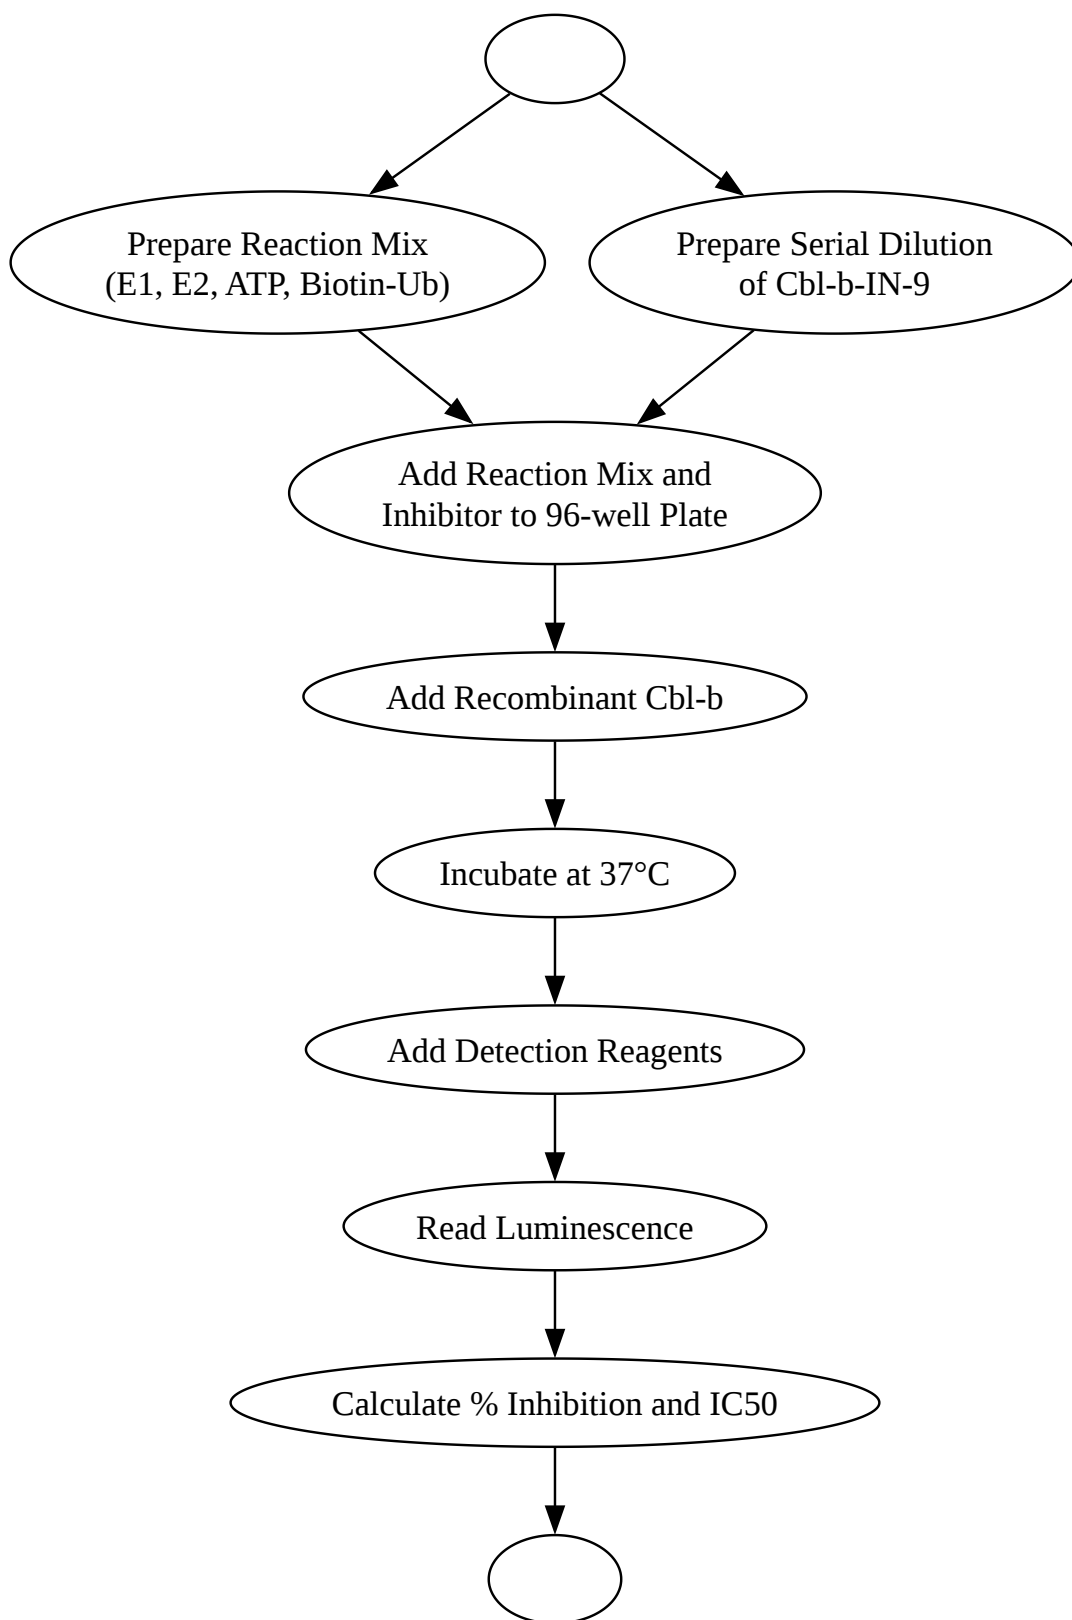 Prepare Reaction Mix
(E1, E2, ATP, Biotin-Ub)
Prepare Serial Dilution
of Cbl-b-IN-9
Add Reaction Mix and
Inhibitor to 96-well Plate
Add Recombinant Cbl-b
Incubate at 37°C
Add Detection Reagents
Read Luminescence
Calculate % Inhibition and IC50